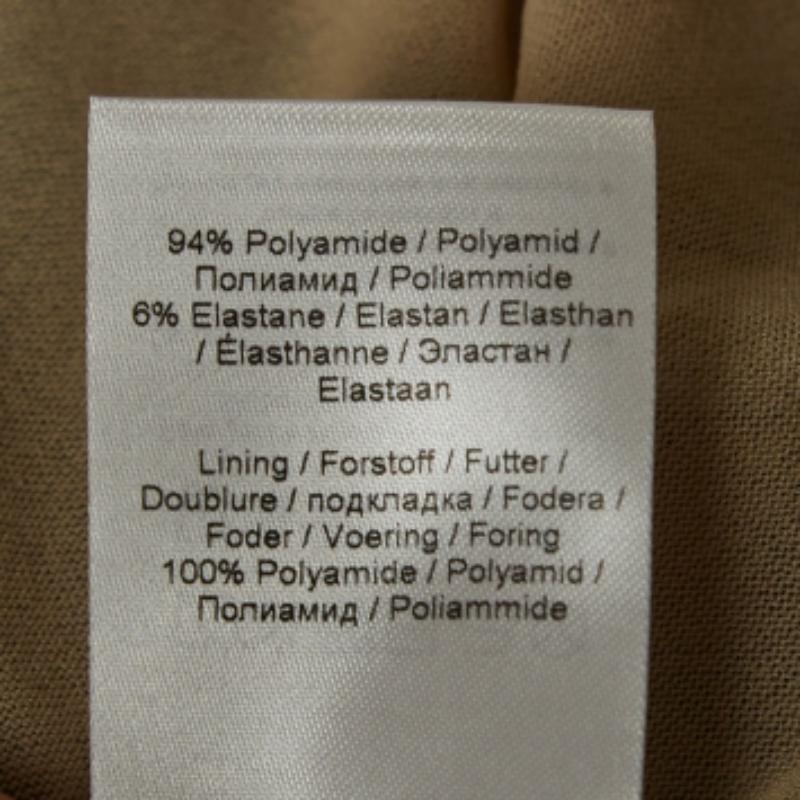 94% Polyamide / Polyamid /
Полиамид / Poliammide
6% Elastane / Elastan / Elasthan
/ Élasthanne / Эластан /
Elastaan
Lining / Forstoff / Futter /
Doublure / подкладка / Fodera /
Foder / Voering / Foring
100% Polyamide / Polyamid /
Полиамид / Poliammide